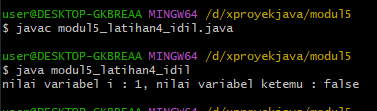 user@DESKTOP-GKBREAA MINGW64 /d/xproyekjava/modul5
$ javac modul5_latihan4_idil.java
user@DESKTOP-GKBREAA MINGW64 /d/xproyekjava/modul5
$ java modul5_latihan4_idil
nilai variabel i : 1, nilai variabel ketemu : false